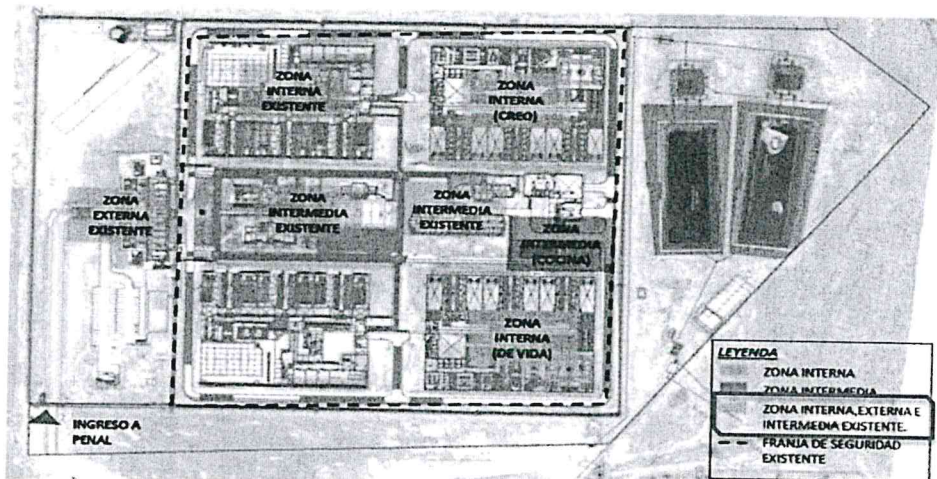 ZONA
INTERNA
EXISTENTE
ZONA
INTERNA
(CREO)
ZONA
EXTERNA
EXISTENTE
ZONA
INTERMEDIA
EXISTENTE
ZONA
INTERMEDIA
EXISTENTE
ZONA
INTERMEDIA
(COCINA)
ZONA
INTERNA
(DE VIDA)
INGRESO A
PENAL
LEYENDA
ZONA INTERNA
ZONA INTERMEDIA
ZONA INTERNA,EXTERNA E
INTERMEDIA EXISTENTE.
FRANJA DE SEGURIDAD
EXISTENTE